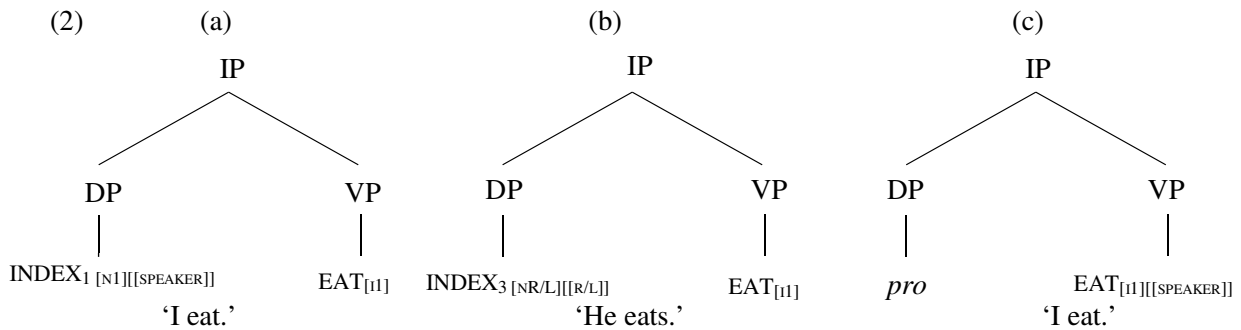 (2) (a) (b) (c)
IP IP IP
DP VP DP VP DP VP
INDEX1 [N1][[SPEAKER]] EAT[I1] INDEX3 [NR/L][[R/L]] EAT[I1] pro EAT[I1][[SPEAKER]]
‘I eat.’ ‘He eats.’ ‘I eat.’